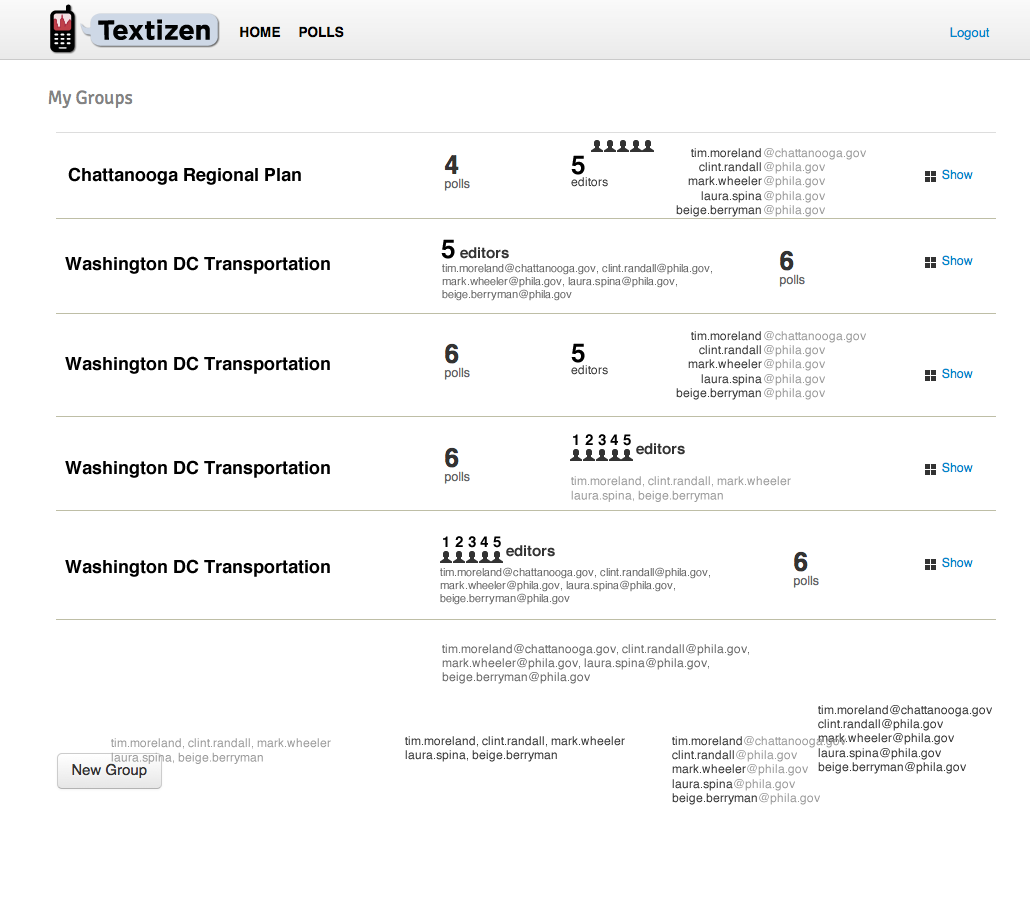 Textizen HOME POLLS Logout
My Groups
Chattanooga Regional Plan
4
polls
5
editors
tim.moreland@chattanooga.gov
clint.randall@phila.gov
mark.wheeler@phila.gov
laura.spina@phila.gov
beige.berryman@phila.gov
Show
Washington DC Transportation
5 editors
tim.moreland@chattanooga.gov, clint.randall@phila.gov,
mark.wheeler@phila.gov, laura.spina@phila.gov,
beige.berryman@phila.gov
6
polls
Show
Washington DC Transportation
6
polls
5
editors
tim.moreland@chattanooga.gov
clint.randall@phila.gov
mark.wheeler@phila.gov
laura.spina@phila.gov
beige.berryman@phila.gov
Show
Washington DC Transportation
6
polls
1 2 3 4 5
editors
tim.moreland, clint.randall, mark.wheeler
laura.spina, beige.berryman
Show
Washington DC Transportation
1 2 3 4 5
editors
tim.moreland@chattanooga.gov, clint.randall@phila.gov,
mark.wheeler@phila.gov, laura.spina@phila.gov,
beige.berryman@phila.gov
6
polls
Show
tim.moreland@chattanooga.gov, clint.randall@phila.gov,
mark.wheeler@phila.gov, laura.spina@phila.gov,
beige.berryman@phila.gov
tim.moreland, clint.randall, mark.wheeler
laura.spina, beige.berryman
New Group
tim.moreland, clint.randall, mark.wheeler
laura.spina, beige.berryman
tim.moreland@chattanooga.gov
clint.randall@phila.gov
mark.wheeler@phila.gov
laura.spina@phila.gov
beige.berryman@phila.gov
tim.moreland@chattanooga.gov
clint.randall@phila.gov
mark.wheeler@phila.gov
laura.spina@phila.gov
beige.berryman@phila.gov